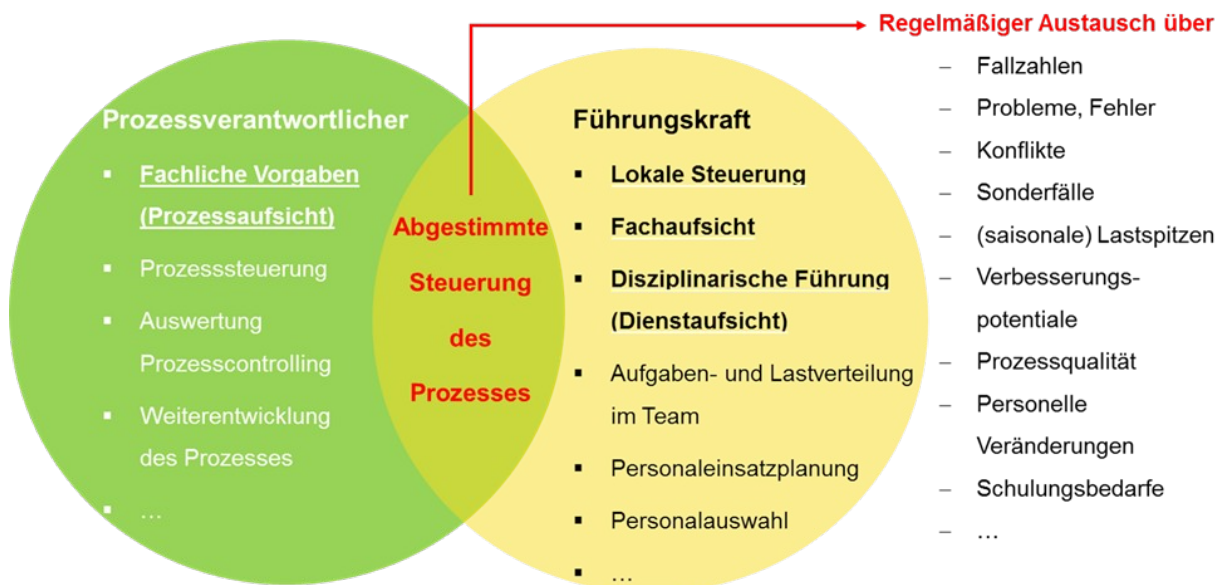 Prozessverantwortlicher
▪ Fachliche Vorgaben
(Prozessaufsicht)
▪ Prozesssteuerung
▪ Auswertung
Prozesscontrolling
▪ Weiterentwicklung
des Prozesses
▪ …
Abgestimmte
Steuerung
des
Prozesses
Führungskraft
▪ Lokale Steuerung
▪ Fachaufsicht
▪ Disziplinarische Führung
(Dienstaufsicht)
▪ Aufgaben- und Lastverteilung
im Team
▪ Personaleinsatzplanung
▪ Personalauswahl
▪ …
Regelmäßiger Austausch über
– Fallzahlen
– Probleme, Fehler
– Konflikte
– Sonderfälle
– (saisonale) Lastspitzen
– Verbesserungs-
potentiale
– Prozessqualität
– Personelle
Veränderungen
– Schulungsbedarfe
– …